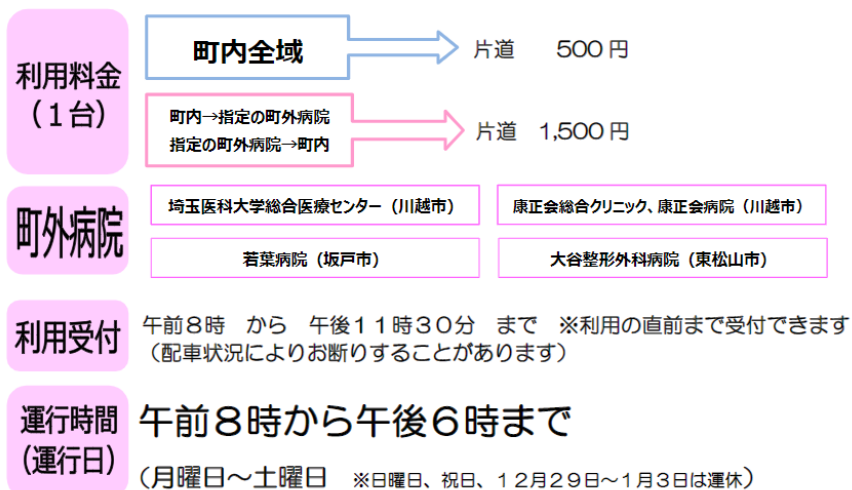 利用料金
（１台）
町内全域
片道　500円
町内→指定の町外病院
指定の町外病院→町内
片道　1,500円
町外病院
埼玉医科大学総合医療センター（川越市）
康正会総合クリニック、康正会病院（川越市）
若葉病院（坂戸市）
大谷整形外科病院（東松山市）
利用受付
午前８時　から　午後１１時３０分　まで　※利用の直前まで受付できます
（配車状況によりお断りすることがあります）
運行時間
（運行日）
午前８時から午後６時まで
（月曜日～土曜日　※日曜日、祝日、１２月２９日～１月３日は運休）